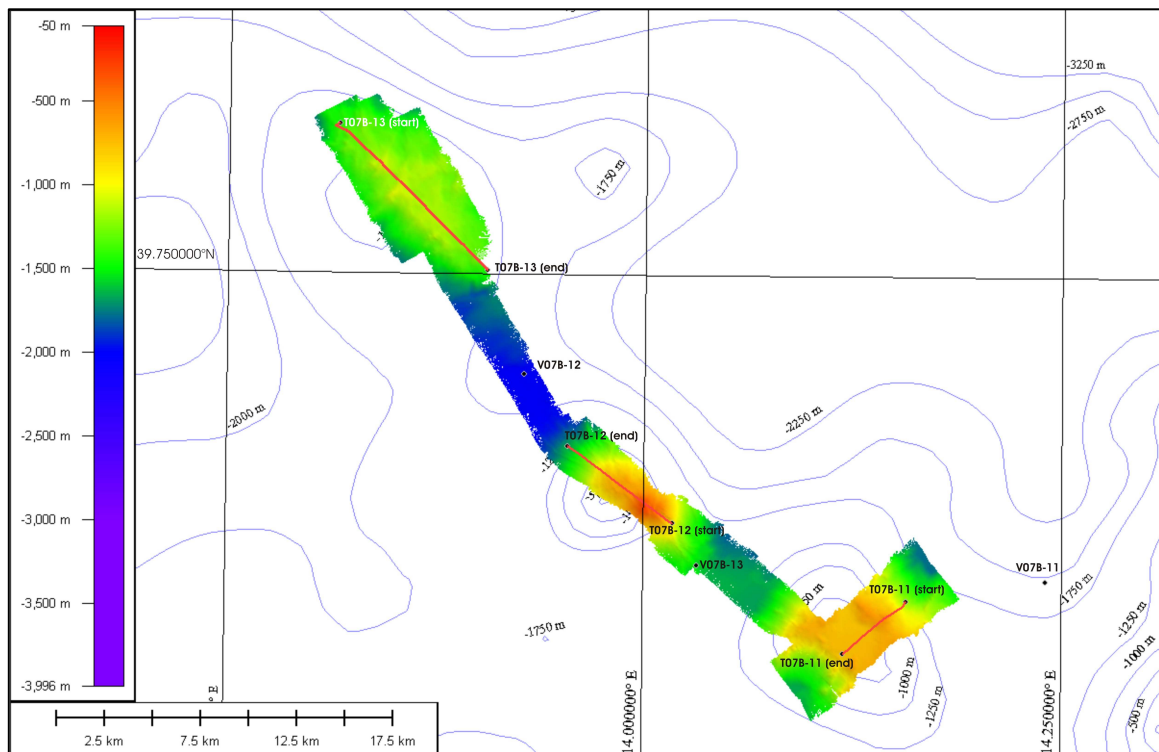 -50 m
-500 m
-1,000 m
-1,500 m
-2,000 m
-2,500 m
-3,000 m
-3,500 m
-3,996 m
2.5 km
7.5 km
12.5 km
17.5 km
-3250 m
-2750 m
T07B-13 (start)
-1750 m
39.750000°N
T07B-13 (end)
V07B-12
-2000 m
-2250 m
T07B-12 (end)
T07B-12 (start)
V07B-13
V07B-11
T07B-11 (start)
-1750 m
-1250 m
-1750 m
T07B-11 (end)
-1000 m
-1000 m
-1250 m
-500 m
° E
14.000000° E
14.250000° E